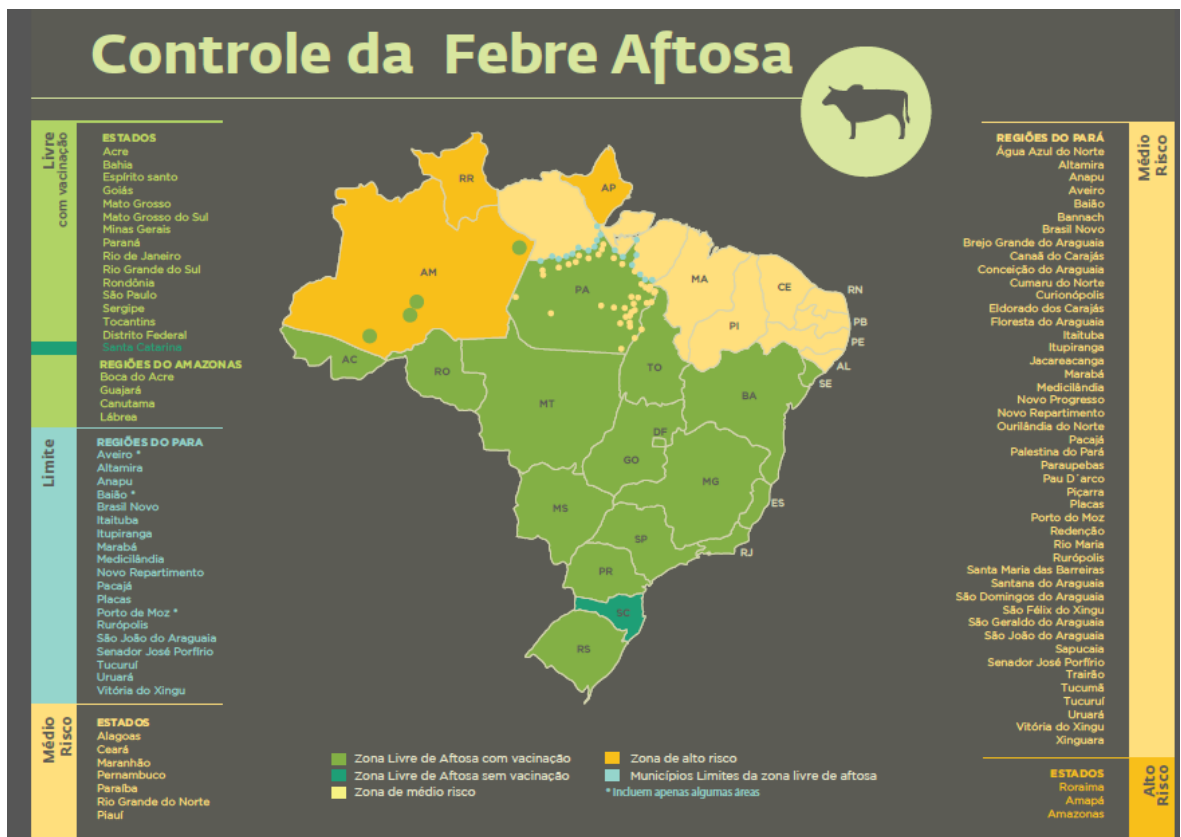 Controle da Febre Aftosa
Livre
com vacinação
ESTADOS
Acre
Bahia
Espírito santo
Goiás
Mato Grosso
Mato Grosso do Sul
Minas Gerais
Paraná
Rio de Janeiro
Rio Grande do Sul
Rondônia
São Paulo
Sergipe
Tocantins
Distrito Federal
Santa Catarina
REGIÕES DO AMAZONAS
Boca do Acre
Guajará
Canutama
Lábrea
Limite
REGIÕES DO PARA
Aveiro *
Altamira
Anapu
Baião *
Brasil Novo
Itaituba
Itupiranga
Marabá
Medicilândia
Novo Repartimento
Pacajá
Placas
Porto de Moz *
Rurópolis
São João do Araguaia
Senador José Porfírio
Tucuruí
Uruará
Vitória do Xingu
Médio
Risco
ESTADOS
Alagoas
Ceará
Maranhão
Pernambuco
Paraíba
Rio Grande do Norte
Piauí
RR
AP
AM
PA
MA
CE
RN
PB
PE
PI
AL
SE
AC
RO
TO
BA
MT
DF
GO
MG
ES
MS
SP
RJ
PR
SC
RS
Zona Livre de Aftosa com vacinação
Zona Livre de Aftosa sem vacinação
Zona de médio risco
Zona de alto risco
Municípios Limites da zona livre de aftosa
* Incluem apenas algumas áreas
Médio
Risco
REGIÕES DO PARÁ
Água Azul do Norte
Altamira
Anapu
Aveiro
Baião
Bannach
Brasil Novo
Brejo Grande do Araguaia
Canaã do Carajás
Conceição do Araguaia
Cumaru do Norte
Curionópolis
Eldorado dos Carajás
Floresta do Araguaia
Itaituba
Itupiranga
Jacareacanga
Marabá
Medicilândia
Novo Progresso
Novo Repartimento
Ourilândia do Norte
Pacajá
Palestina do Pará
Paraupebas
Pau D´arco
Piçarra
Placas
Porto do Moz
Redenção
Rio Maria
Rurópolis
Santa Maria das Barreiras
Santana do Araguaia
São Domingos do Araguaia
São Félix do Xingu
São Geraldo do Araguaia
São João do Araguaia
Sapucaia
Senador José Porfírio
Trairão
Tucumã
Tucuruí
Uruará
Vitória do Xingu
Xinguara
Alto
Risco
ESTADOS
Roraima
Amapá
Amazonas